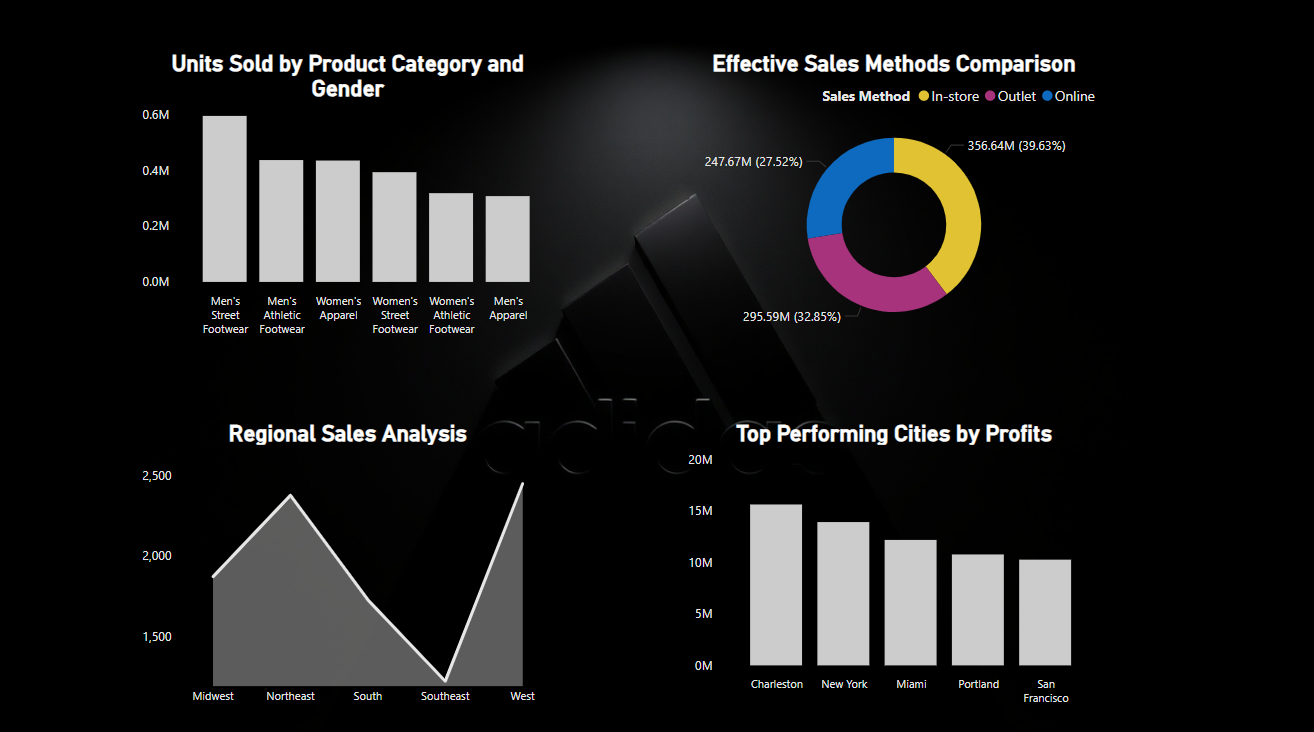 Units Sold by Product Category and
Gender
0.6M
0.4M
0.2M
0.0M
Men's
Street
Footwear
Men's
Athletic
Footwear
Women's
Apparel
Women's
Street
Footwear
Women's
Athletic
Footwear
Men's
Apparel
Effective Sales Methods Comparison
Sales Method In-store Outlet Online
247.67M (27.52%)
356.64M (39.63%)
295.59M (32.85%)
adidas
Regional Sales Analysis
2,500
2,000
1,500
Midwest Northeast South Southeast West
Top Performing Cities by Profits
20M
15M
10M
5M
0M
Charleston
New York
Miami
Portland
San
Francisco